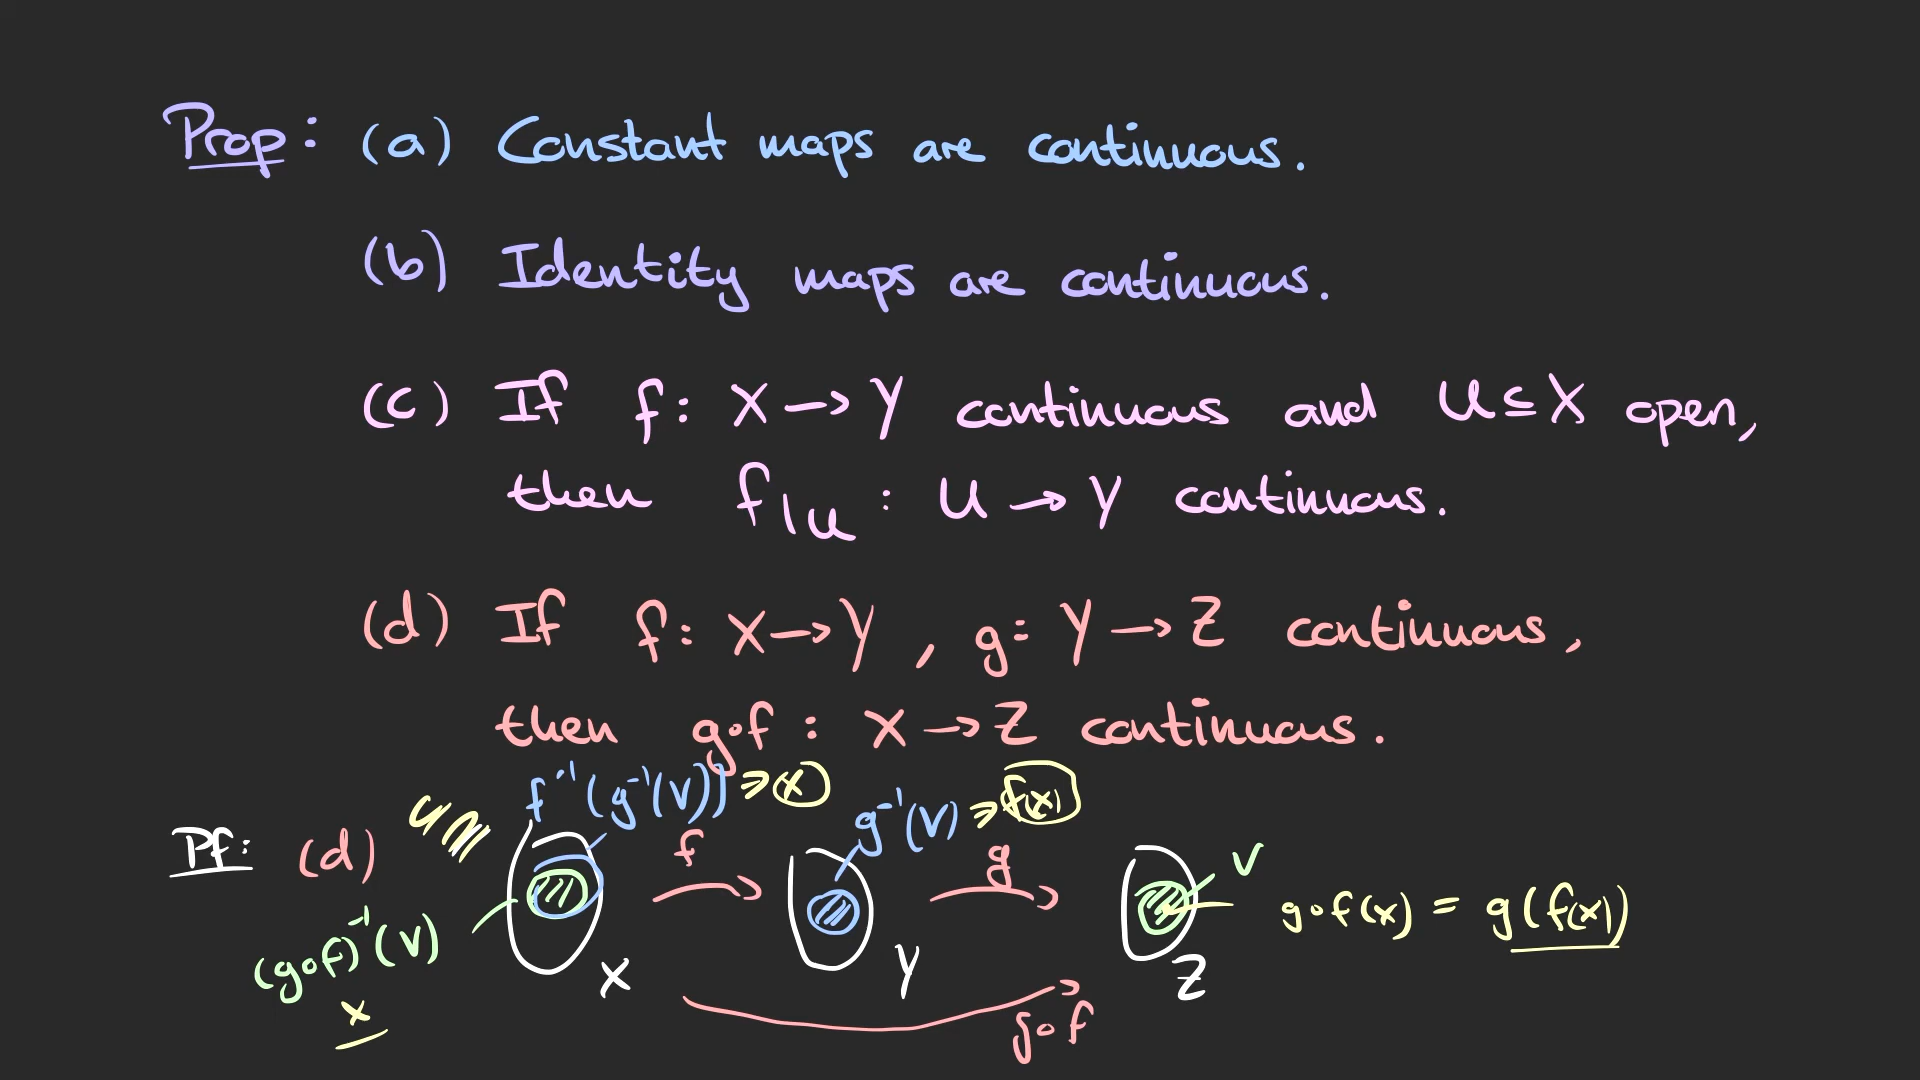 Prop: (a) Constant maps are continuous.
(b) Identity maps are continuous.
(c) If f: X → Y continuous and U ⊆ X open,
then f|U : U → Y continuous.
(d) If f: X → Y, g: Y → Z continuous,
then g∘f : X → Z continuous.
f⁻¹(g⁻¹(V)) ∋ x
g⁻¹(V) ∋ f(x)
Pf: (d)
f
g
V
g∘f(x) = g(f(x))
(g∘f)⁻¹(V)
x
X
Y
Z
g∘f